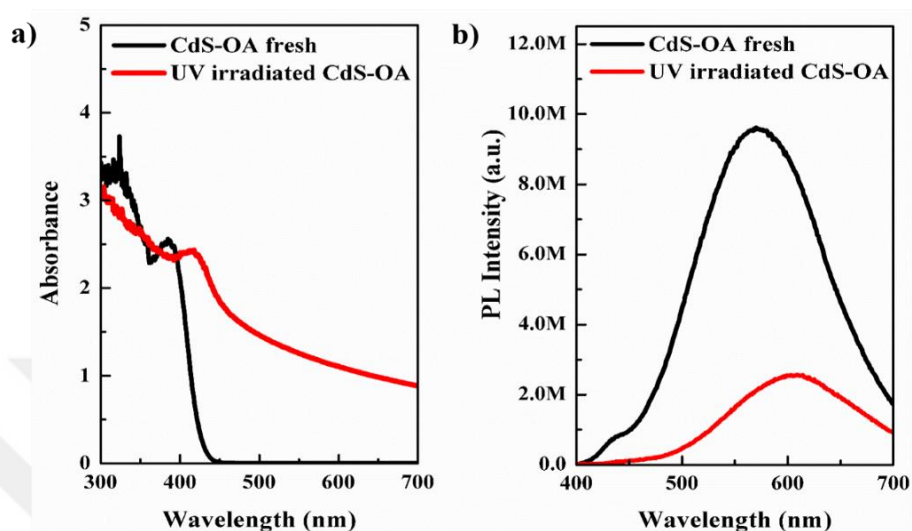 a)
5
4
3
2
1
0
300 400 500 600 700
CdS-OA fresh
UV irradiated CdS-OA
Absorbance
Wavelength (nm)
b)
12.0M
10.0M
8.0M
6.0M
4.0M
2.0M
0.0
400 500 600 700
CdS-OA fresh
UV irradiated CdS-OA
PL Intensity (a.u.)
Wavelength (nm)